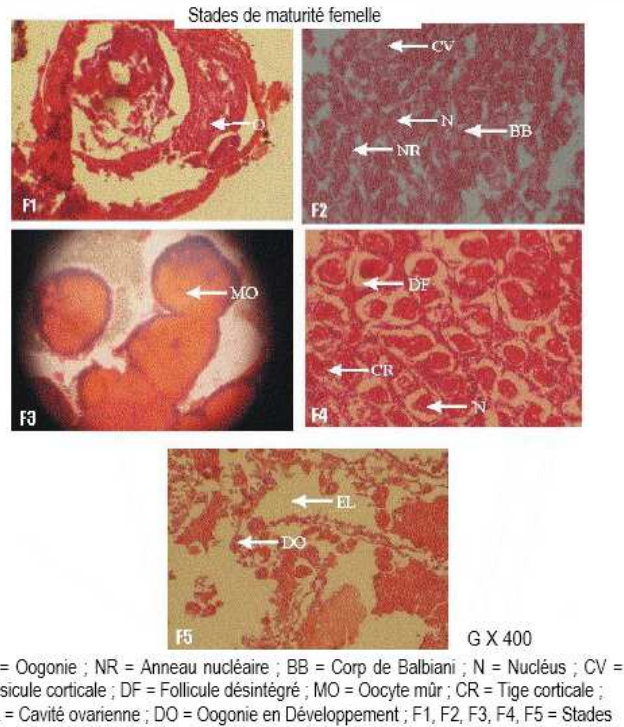 Stades de maturité femelle
CV
O
N
BB
NR
F1
F2
MO
DF
CR
F3
N
F4
EL
DO
F5
G X 400
= Oogonie ; NR = Anneau nucléaire ; BB = Corp de Balbiani ; N = Nucléus ; CV =
sicule corticale ; DF = Follicule désintégré ; MO = Oocyte mûr ; CR = Tige corticale ;
= Cavité ovarienne ; DO = Oogonie en Développement ; F1, F2, F3, F4, F5 = Stades